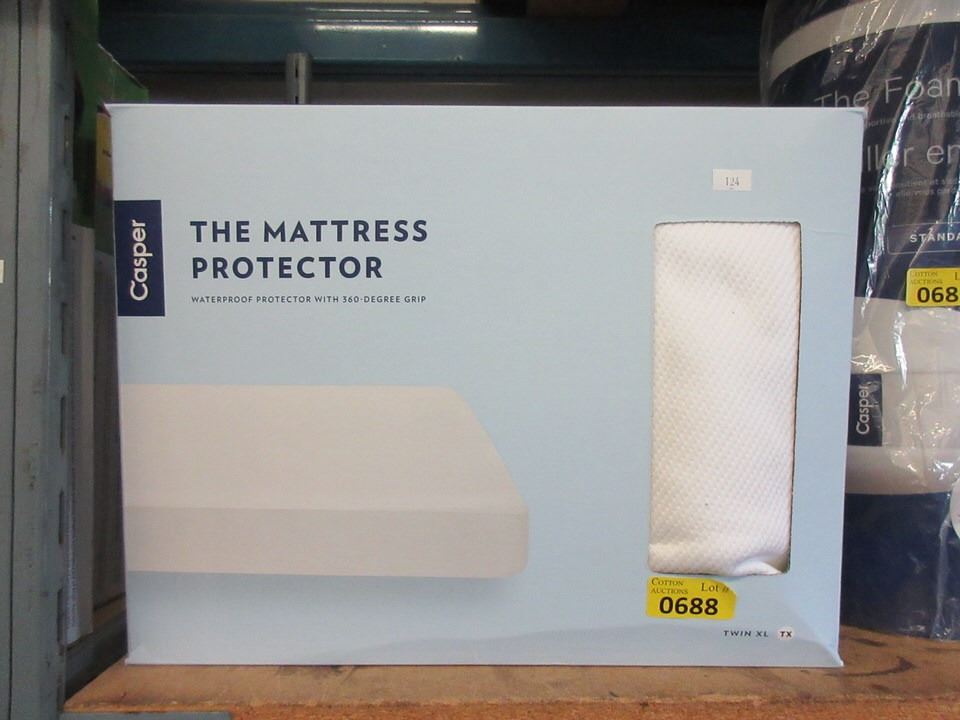 Casper
THE MATTRESS
PROTECTOR
WATERPROOF PROTECTOR WITH 360-DEGREE GRIP
124
COTTON
AUCTIONS
Lot #
0688
TWIN XL TX
The Foam
STANDA
COTTON
AUCTIONS
L
068
Casper